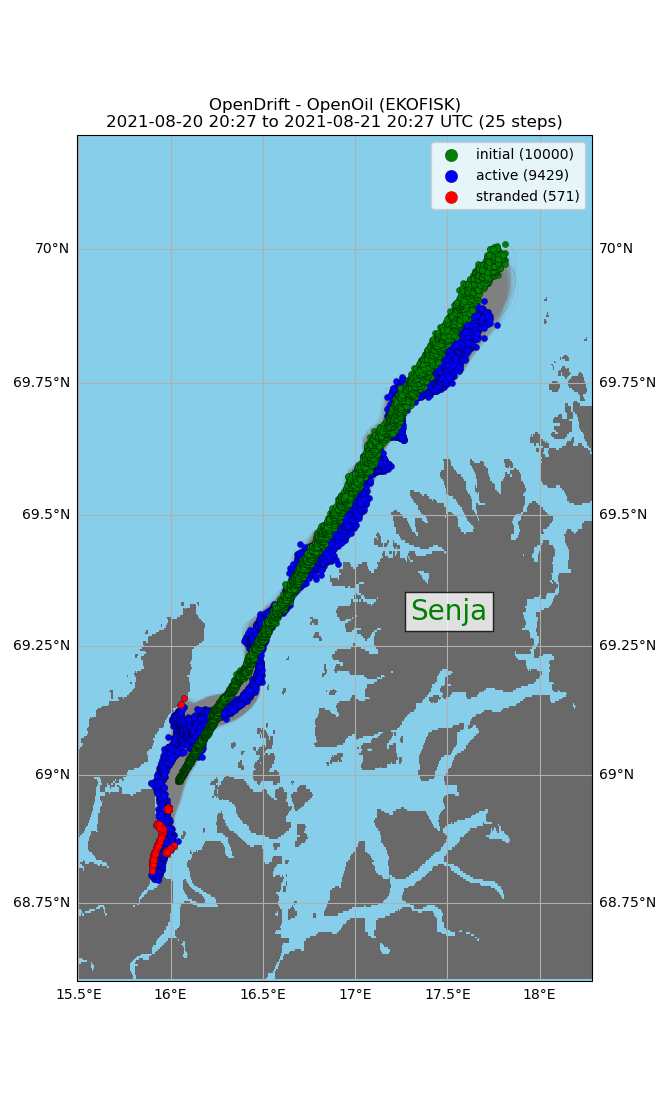 OpenDrift - OpenOil (EKOFISK)
2021-08-20 20:27 to 2021-08-21 20:27 UTC (25 steps)
initial (10000)
active (9429)
stranded (571)
70°N 70°N
69.75°N 69.75°N
69.5°N 69.5°N
Senja
69.25°N 69.25°N
69°N 69°N
68.75°N 68.75°N
15.5°E 16°E 16.5°E 17°E 17.5°E 18°E